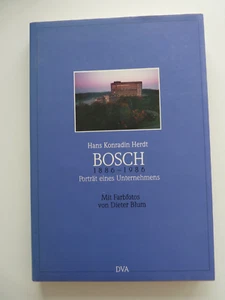 Hans Konradin Herdt
BOSCH
1886–1986
Porträt eines Unternehmens
Mit Farbfotos
von Dieter Blum
DVA